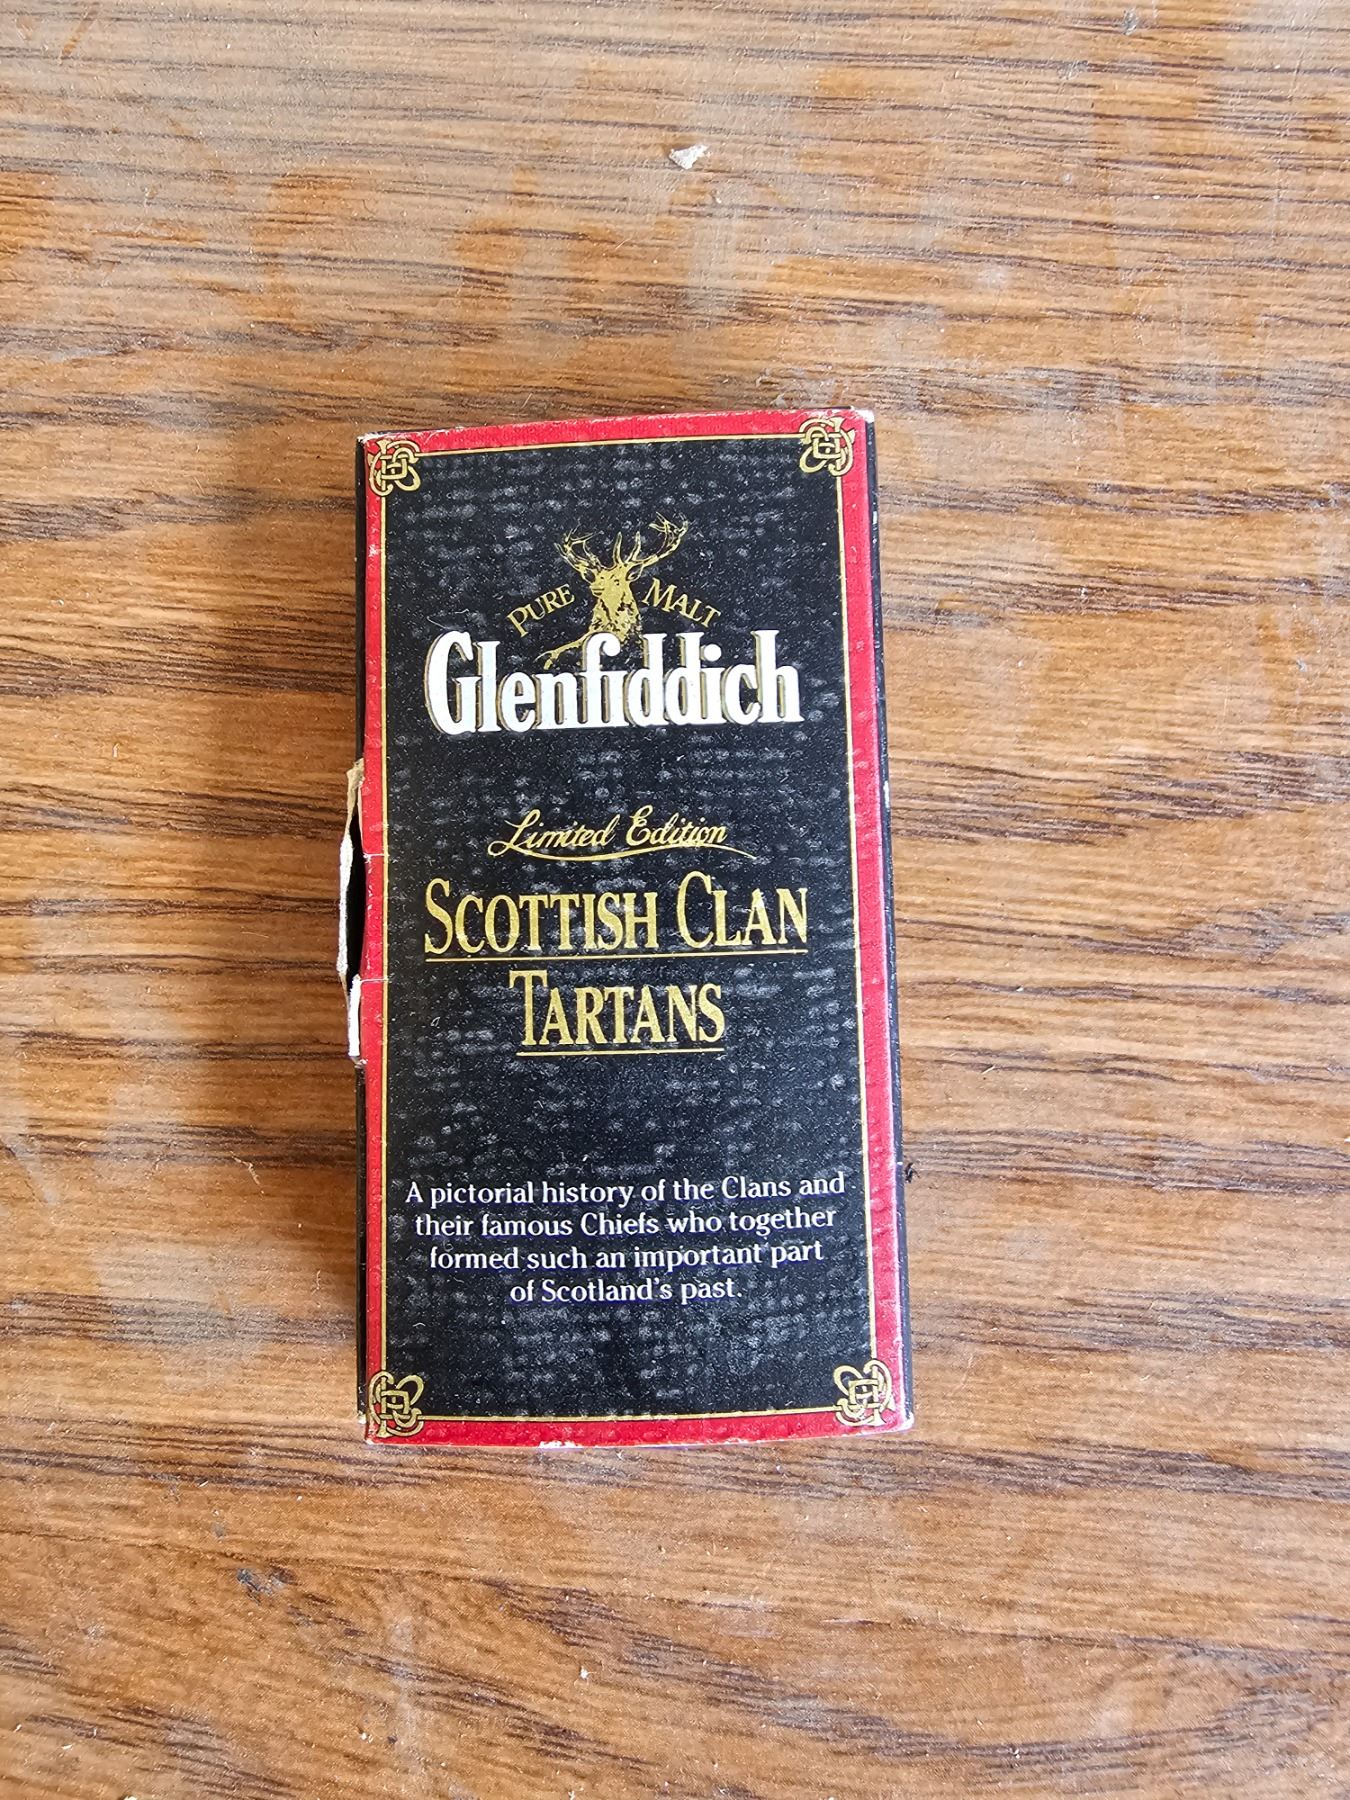 PURE MALT
Glenfiddich
Limited Edition
SCOTTISH CLAN
TARTANS
A pictorial history of the Clans and
their famous Chiefs who together
formed such an important part
of Scotland's past.